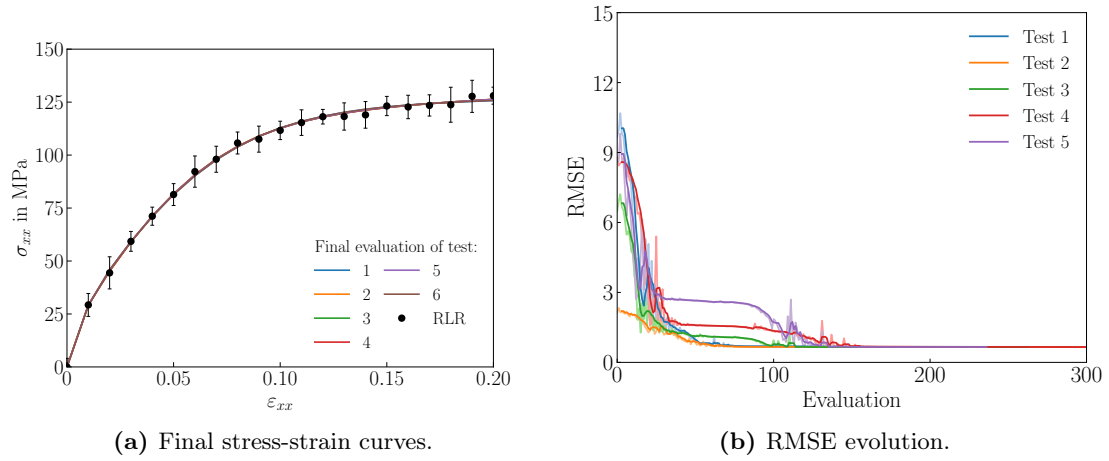 150
125
100
75
50
25
0
σxx in MPa
Final evaluation of test:
1 5
2 6
3 RLR
4
0 0.05 0.10 0.15 0.20
εxx
(a) Final stress-strain curves.
15
12
9
6
3
0
RMSE
Test 1
Test 2
Test 3
Test 4
Test 5
0 100 200 300
Evaluation
(b) RMSE evolution.